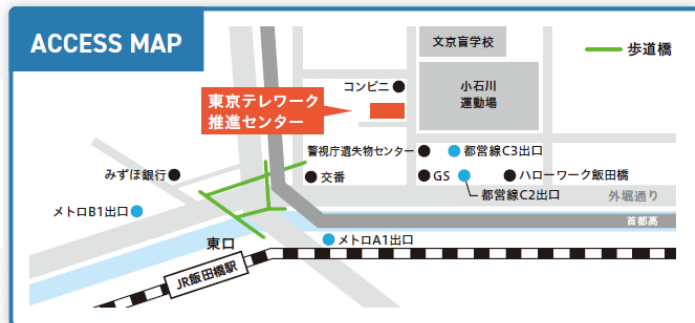 ACCESS MAP
文京盲学校
歩道橋
コンビニ
小石川
運動場
東京テレワーク
推進センター
警視庁遺失物センター
都営線C3出口
みずほ銀行
交番
GS
ハローワーク飯田橋
都営線C2出口
外堀通り
メトロB1出口
首都高
東口
メトロA1出口
JR飯田橋駅